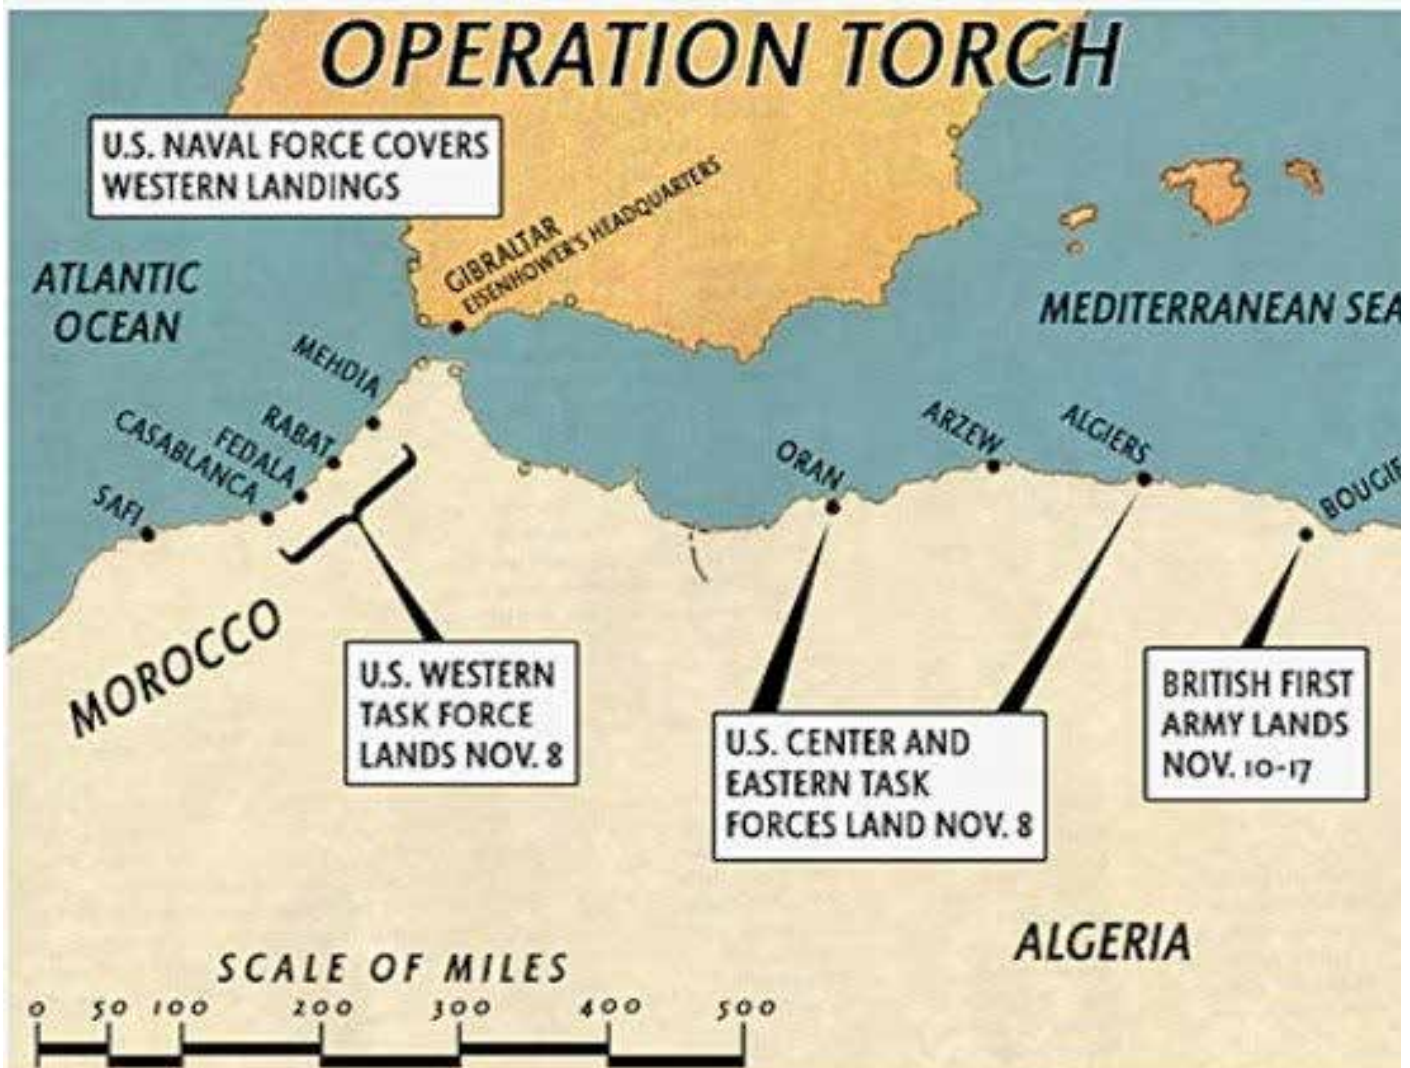 OPERATION TORCH
U.S. NAVAL FORCE COVERS
WESTERN LANDINGS
GIBRALTAR
EISENHOWER'S HEADQUARTERS
ATLANTIC
OCEAN
MEDITERRANEAN SEA
MEHDIA
RABAT
FEDALA
CASABLANCA
SAFI
ORAN
ARZEW
ALGIERS
BOUGIE
MOROCCO
U.S. WESTERN
TASK FORCE
LANDS NOV. 8
U.S. CENTER AND
EASTERN TASK
FORCES LAND NOV. 8
BRITISH FIRST
ARMY LANDS
NOV. 10-17
ALGERIA
SCALE OF MILES
0 50 100 200 300 400 500